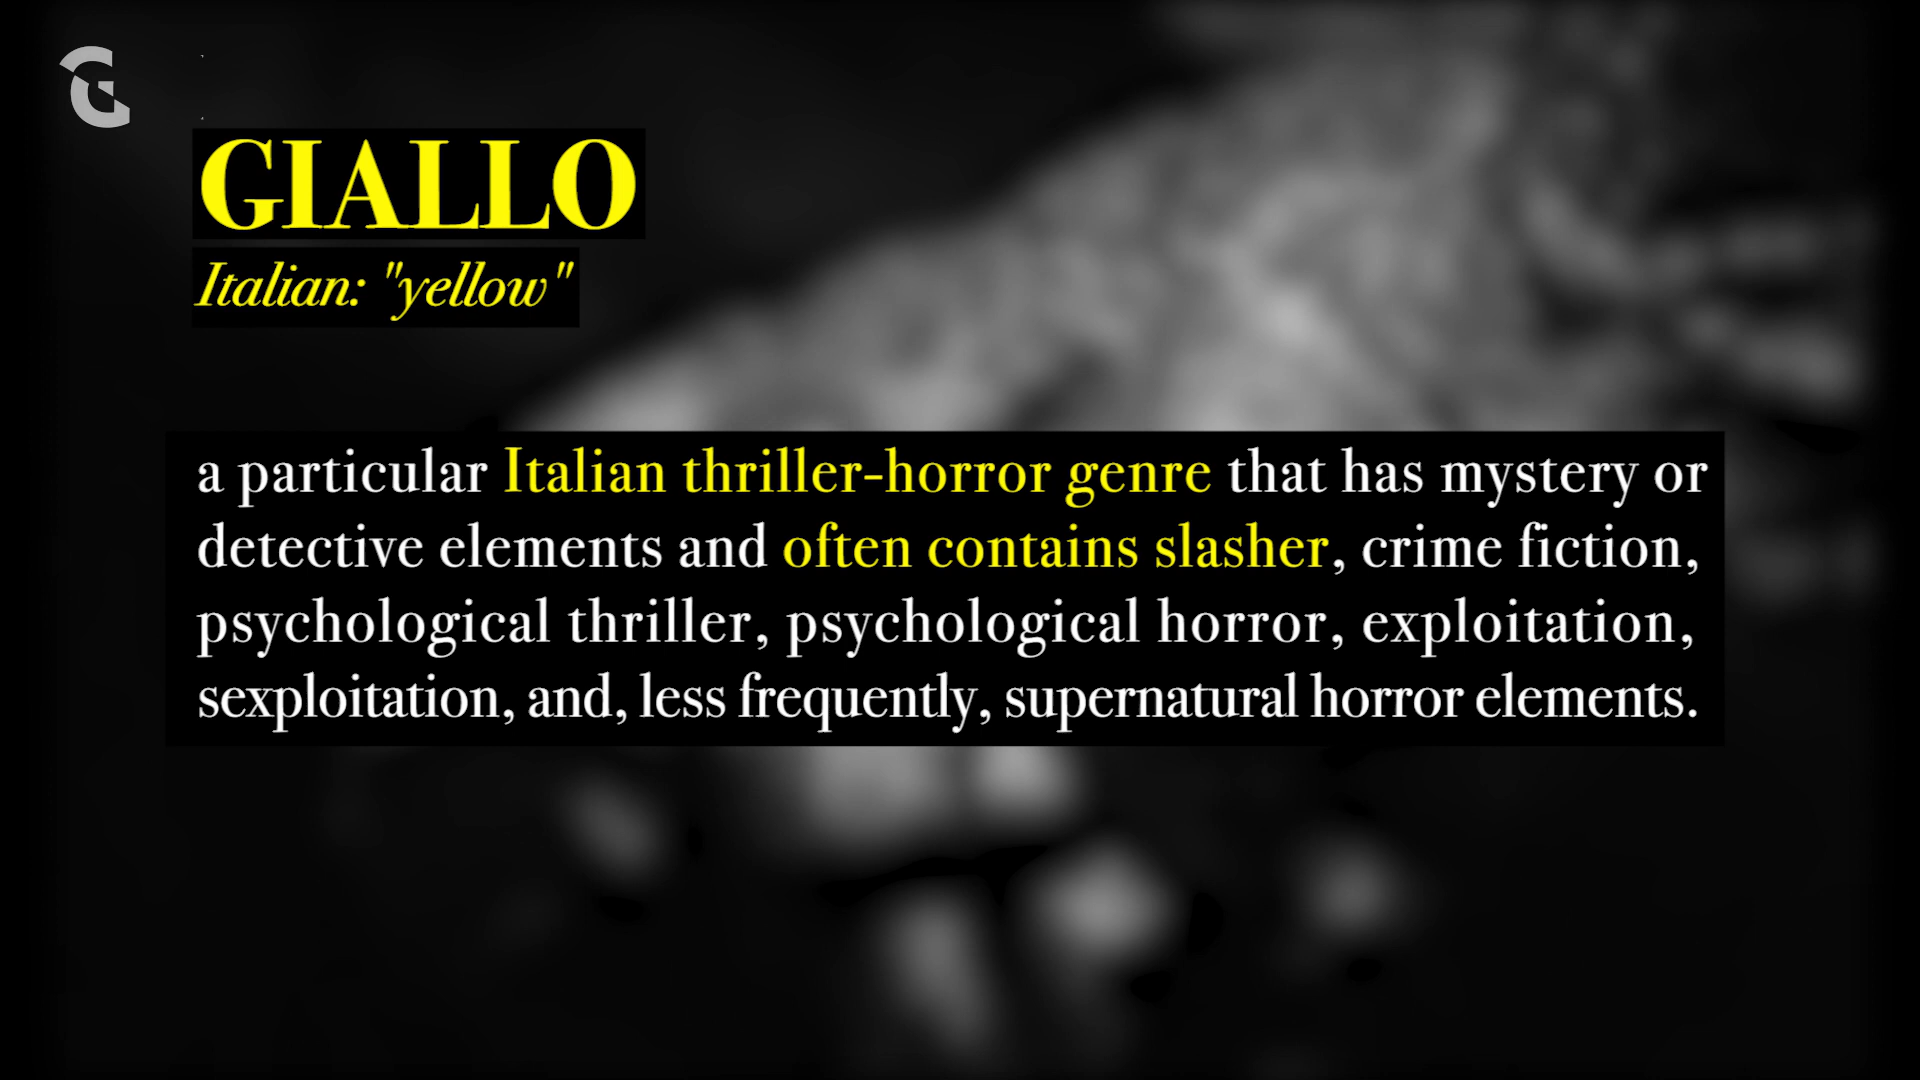 G
GIALLO
Italian: "yellow"
a particular Italian thriller-horror genre that has mystery or
detective elements and often contains slasher, crime fiction,
psychological thriller, psychological horror, exploitation,
sexploitation, and, less frequently, supernatural horror elements.